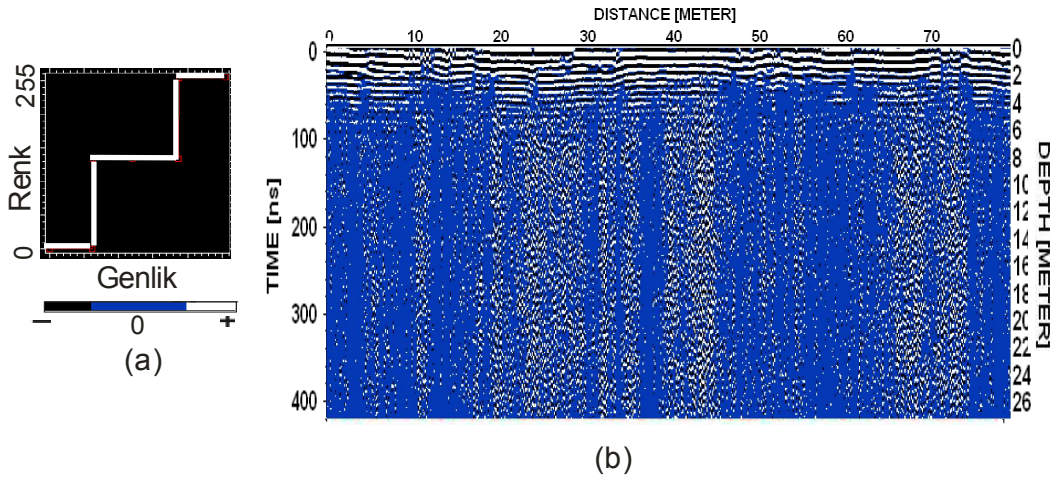 255
Renk
0
Genlik
– 0 +
(a)
DISTANCE [METER]
0 10 20 30 40 50 60 70
TIME [ns]
0
100
200
300
400
DEPTH [METER]
0
2
4
6
8
10
12
14
16
18
20
22
24
26
(b)